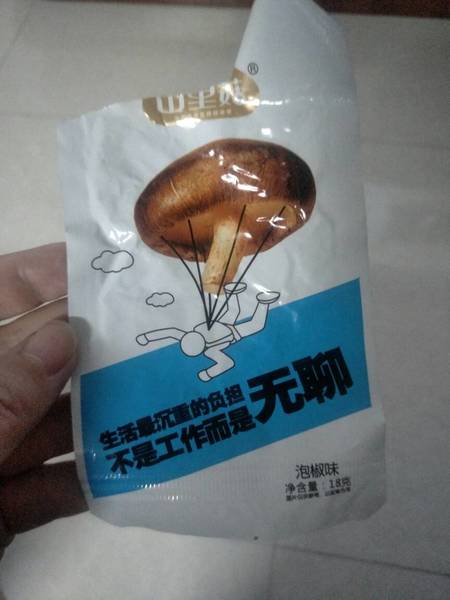 山里菇®
生活最沉重的负担
不是工作而是无聊
泡椒味
净含量：18克